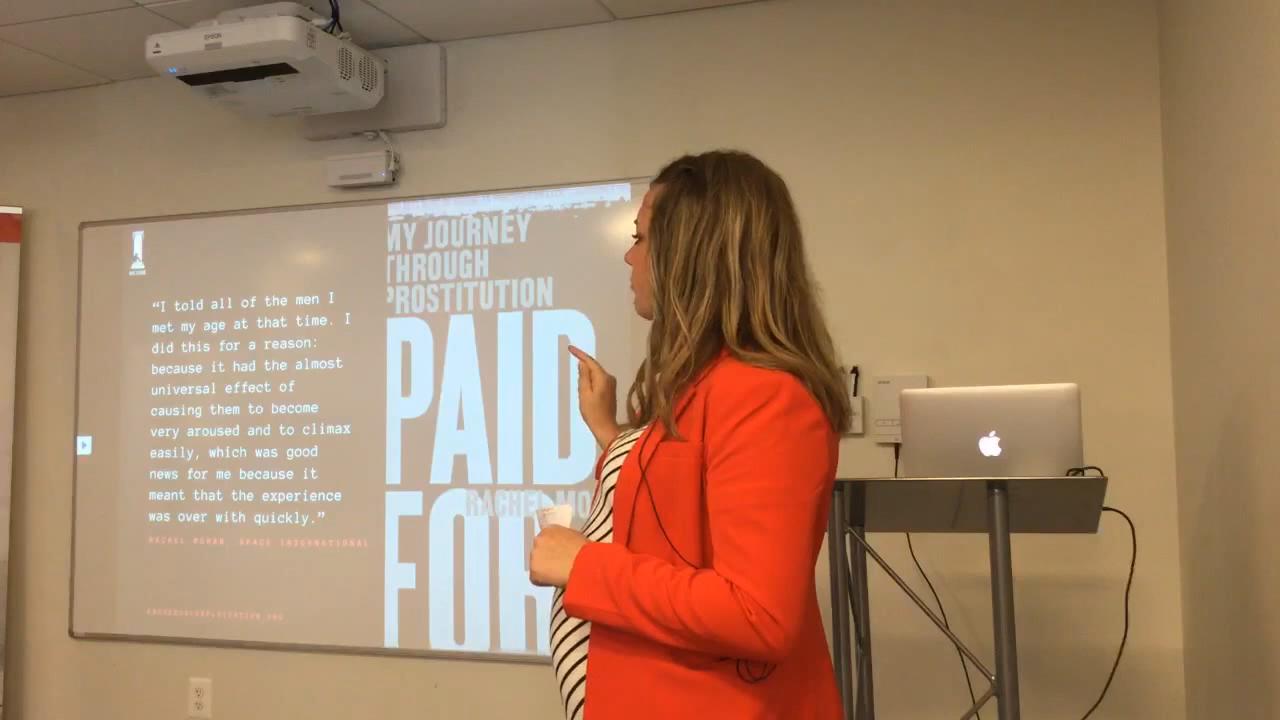 EPSON
MY JOURNEY
THROUGH
PROSTITUTION
PAID
FOR
RACHEL MO
“I told all of the men I
met my age at that time. I
did this for a reason:
because it had the almost
universal effect of
causing them to become
very aroused and to climax
easily, which was good
news for me because it
meant that the experience
was over with quickly.”
RACHEL MORAN, SPACE INTERNATIONAL